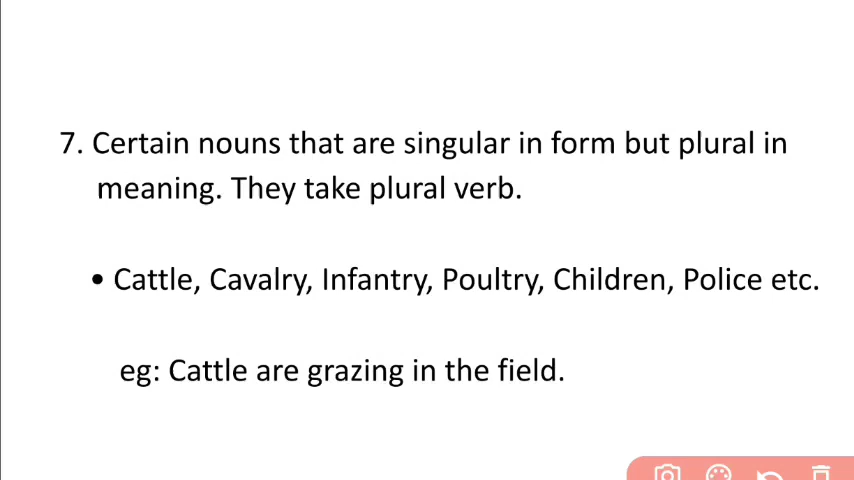 7. Certain nouns that are singular in form but plural in
meaning. They take plural verb.
• Cattle, Cavalry, Infantry, Poultry, Children, Police etc.
eg: Cattle are grazing in the field.